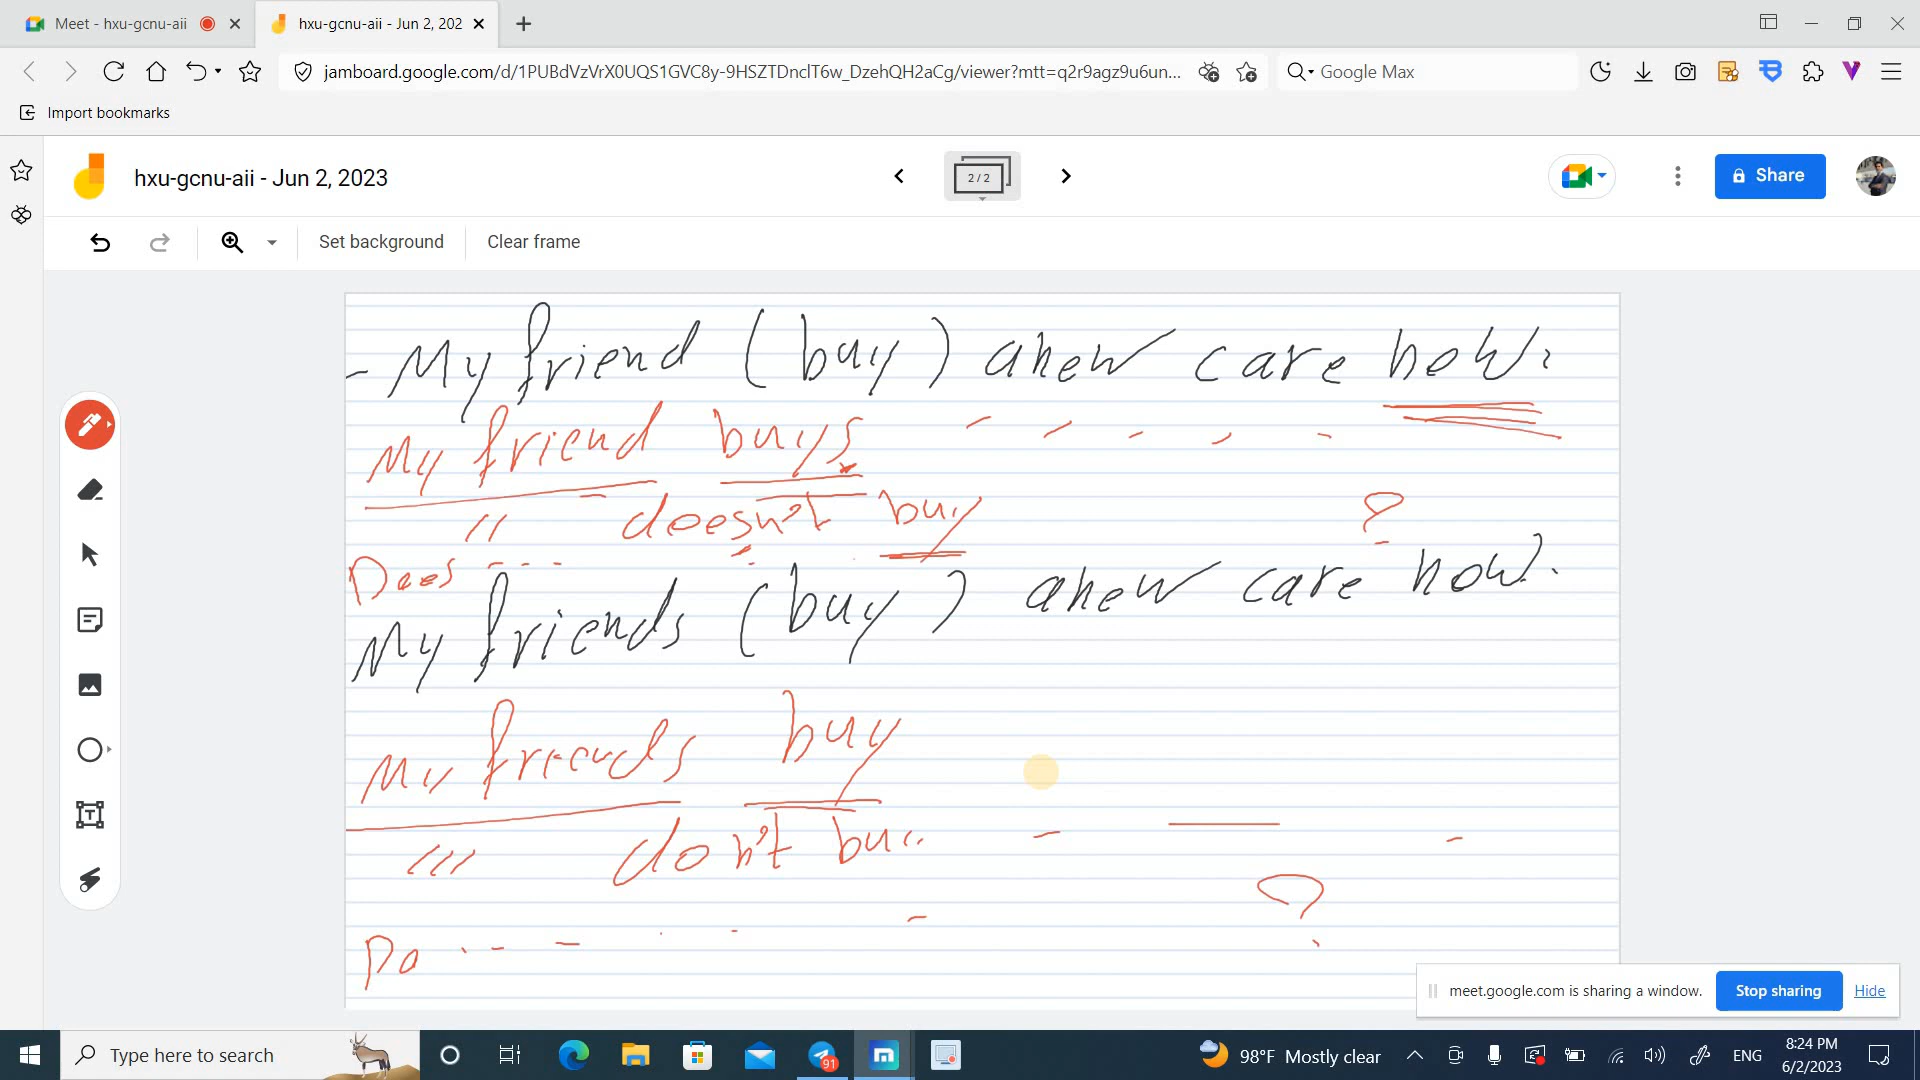 Meet - hxu-gcnu-aii
hxu-gcnu-aii - Jun 2, 202
jamboard.google.com/d/1PUBdVzVrX0UQS1GVC8y-9HSZTDnclT6w_DzehQH2aCg/viewer?mtt=q2r9agz9u6un...
Google Max
Import bookmarks
hxu-gcnu-aii - Jun 2, 2023
2 / 2
Share
Set background
Clear frame
- My friend (buy) a new care now.
My friend buys - - - - -
" doesn't buy
Does - - - ?
My friends (buy) a new care now.
My friends buy
/// don't buy - - -
Do - - - ?
meet.google.com is sharing a window.
Stop sharing
Hide
Type here to search
91
98°F Mostly clear
ENG
8:24 PM
6/2/2023